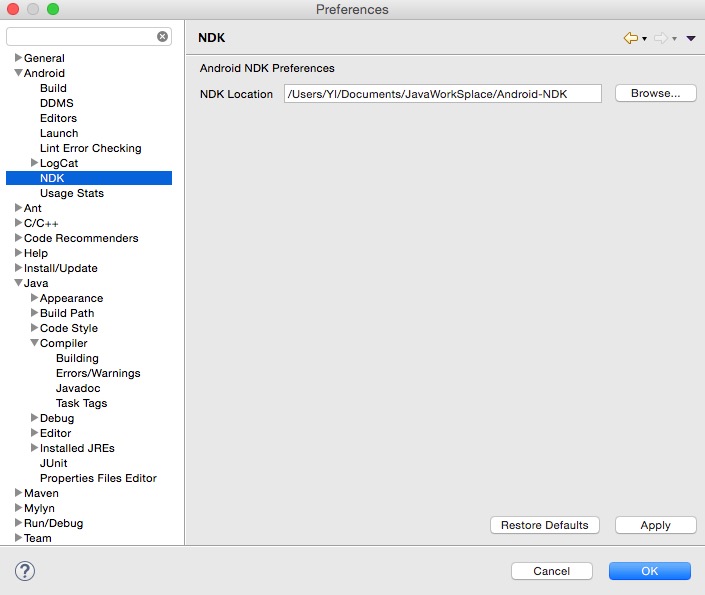 Preferences
NDK
General
Android
Build
DDMS
Editors
Launch
Lint Error Checking
LogCat
NDK
Usage Stats
Ant
C/C++
Code Recommenders
Help
Install/Update
Java
Appearance
Build Path
Code Style
Compiler
Building
Errors/Warnings
Javadoc
Task Tags
Debug
Editor
Installed JREs
JUnit
Properties Files Editor
Maven
Mylyn
Run/Debug
Team
Android NDK Preferences
NDK Location /Users/Yl/Documents/JavaWorkSplace/Android-NDK Browse...
Restore Defaults Apply
? Cancel OK